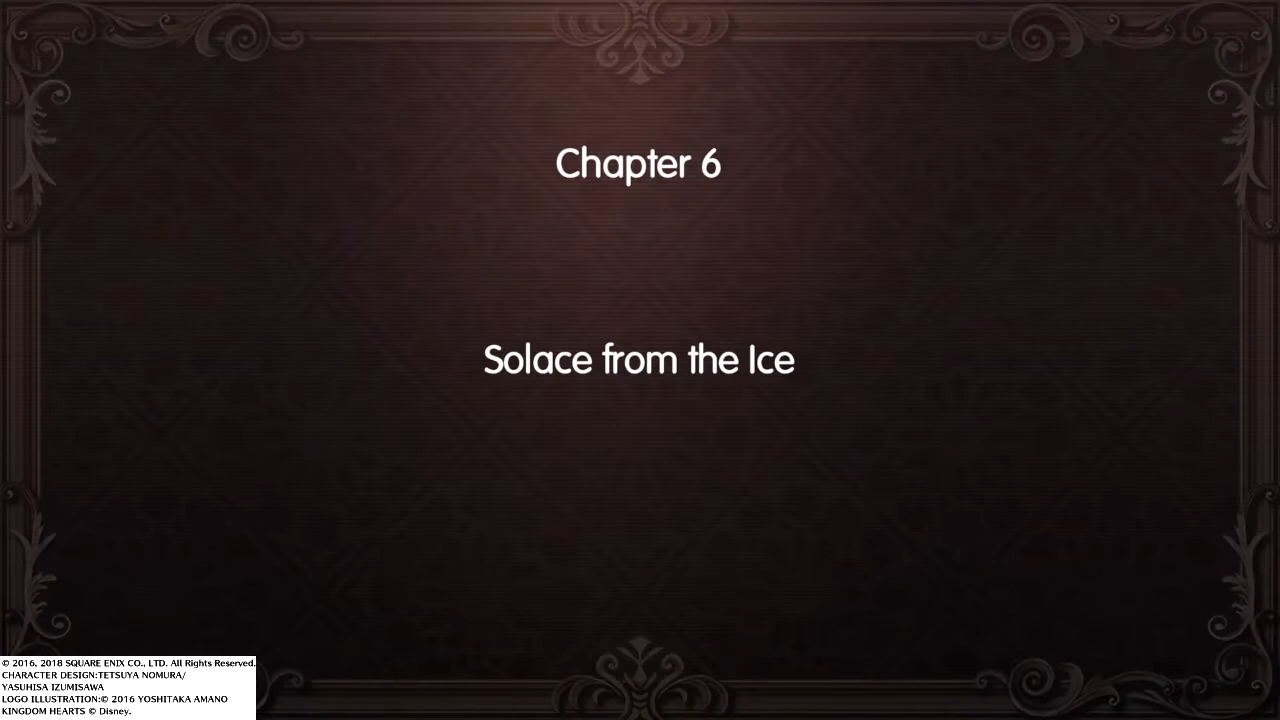 Chapter 6
Solace from the Ice
© 2016, 2018 SQUARE ENIX CO., LTD. All Rights Reserved.
CHARACTER DESIGN:TETSUYA NOMURA/
YASUHISA IZUMISAWA
LOGO ILLUSTRATION:© 2016 YOSHITAKA AMANO
KINGDOM HEARTS © Disney.